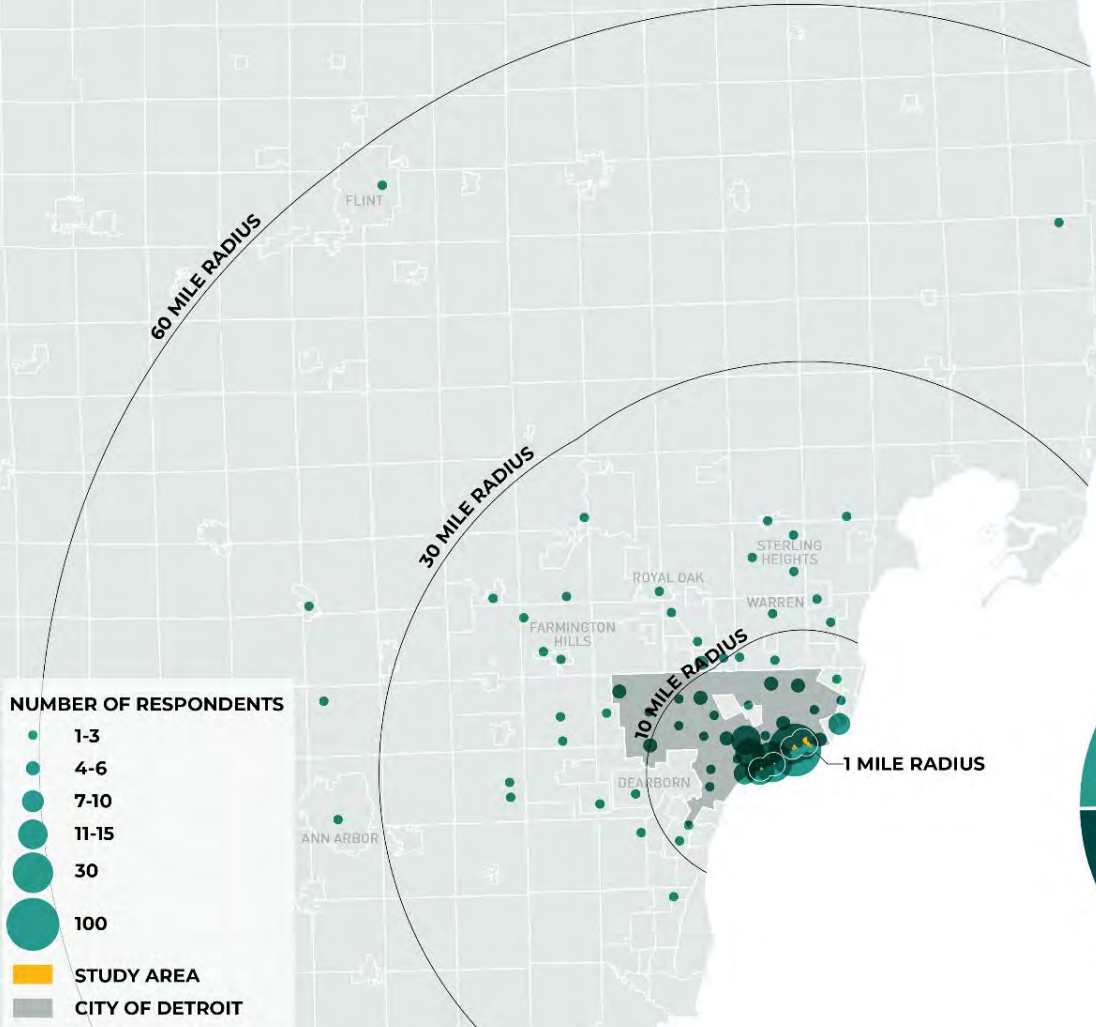 FLINT
60 MILE RADIUS
30 MILE RADIUS
STERLING
HEIGHTS
ROYAL OAK
WARREN
FARMINGTON
HILLS
10 MILE RADIUS
1 MILE RADIUS
DEARBORN
ANN ARBOR
NUMBER OF RESPONDENTS
1-3
4-6
7-10
11-15
30
100
STUDY AREA
CITY OF DETROIT